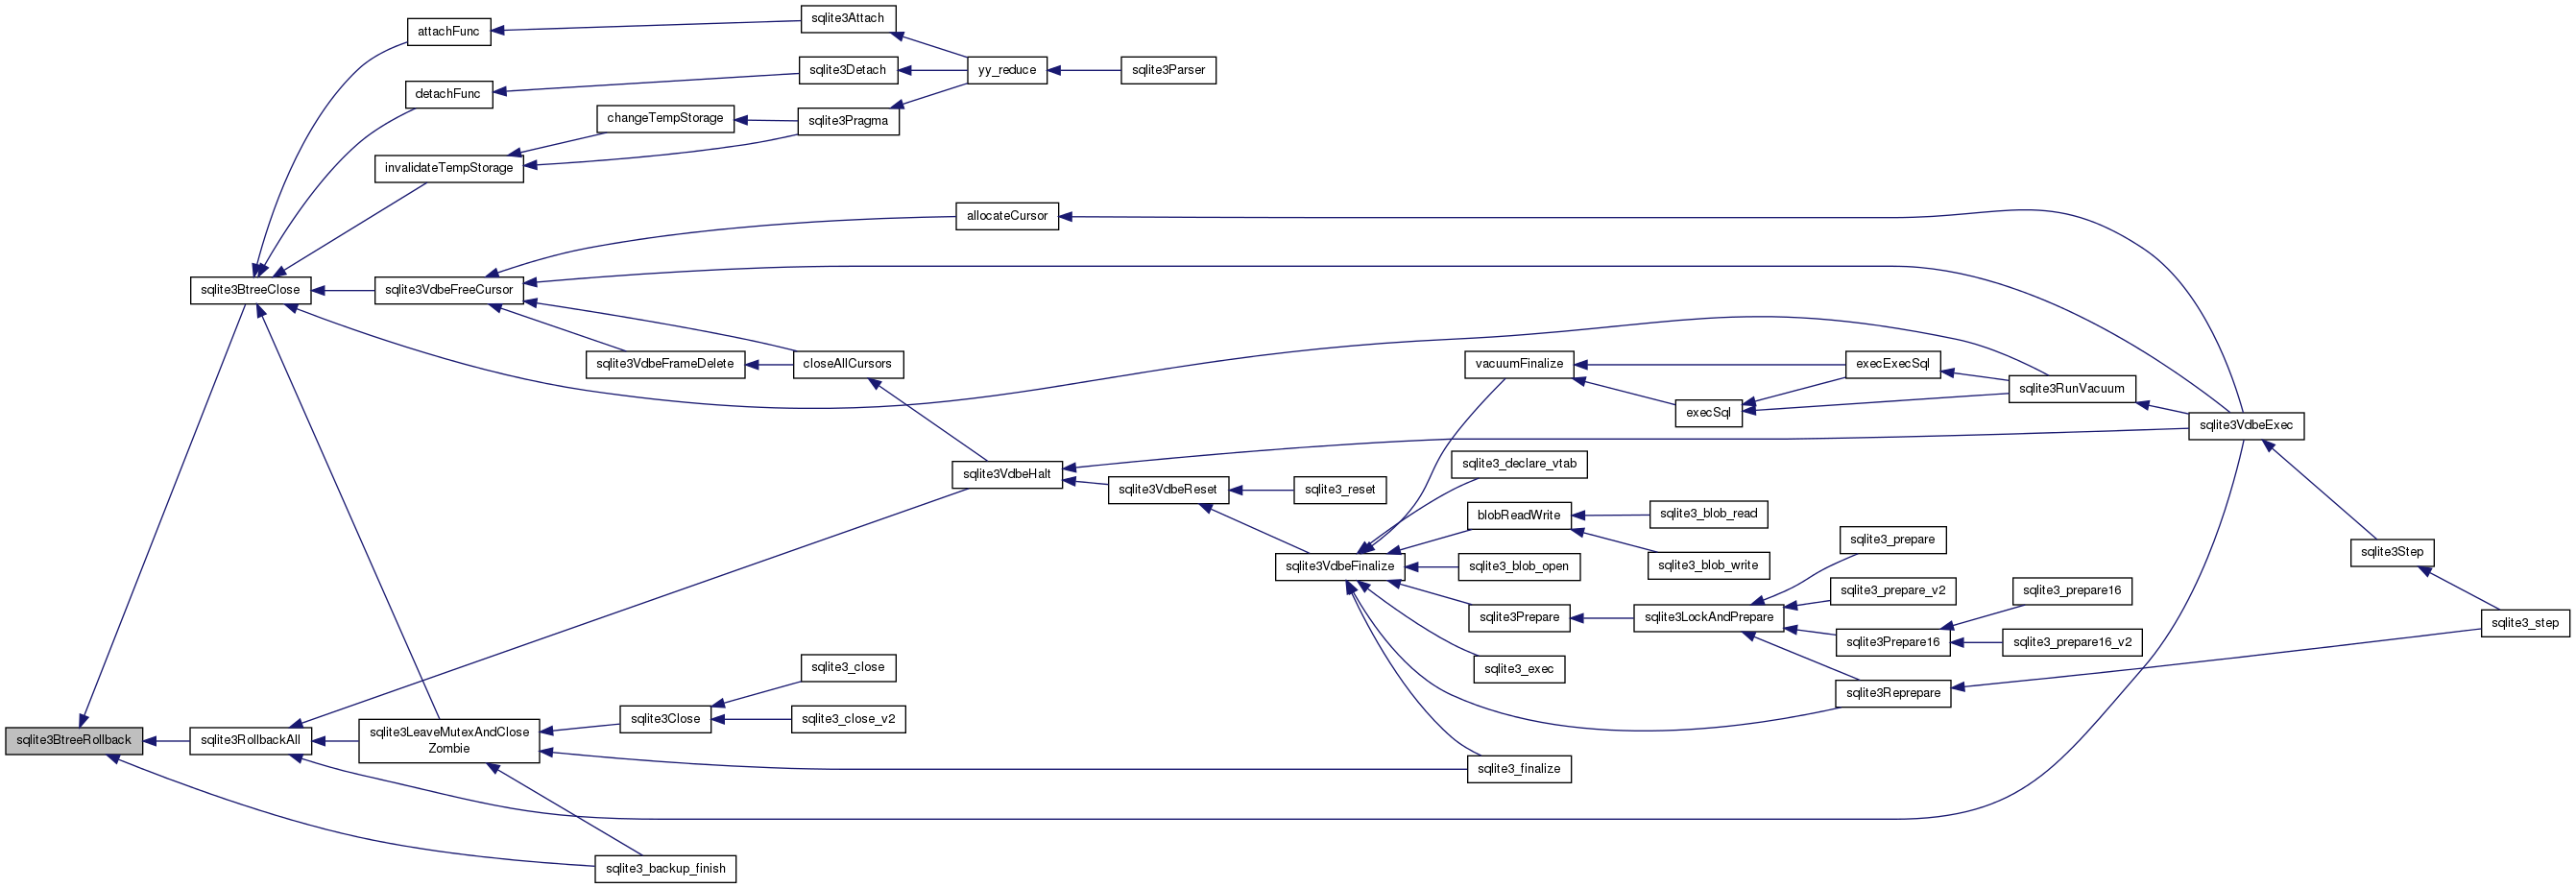 sqlite3Attach
attachFunc
sqlite3Detach
yy_reduce
sqlite3Parser
detachFunc
changeTempStorage
sqlite3Pragma
invalidateTempStorage
allocateCursor
sqlite3BtreeClose
sqlite3VdbeFreeCursor
sqlite3VdbeFrameDelete
closeAllCursors
vacuumFinalize
execExecSql
sqlite3RunVacuum
execSql
sqlite3VdbeExec
sqlite3VdbeHalt
sqlite3_declare_vtab
sqlite3VdbeReset
sqlite3_reset
blobReadWrite
sqlite3_blob_read
sqlite3_prepare
sqlite3Step
sqlite3VdbeFinalize
sqlite3_blob_open
sqlite3_blob_write
sqlite3_prepare_v2
sqlite3_prepare16
sqlite3Prepare
sqlite3LockAndPrepare
sqlite3_step
sqlite3Prepare16
sqlite3_prepare16_v2
sqlite3_close
sqlite3_exec
sqlite3Reprepare
sqlite3Close
sqlite3_close_v2
sqlite3BtreeRollback
sqlite3RollbackAll
sqlite3LeaveMutexAndClose
Zombie
sqlite3_finalize
sqlite3_backup_finish